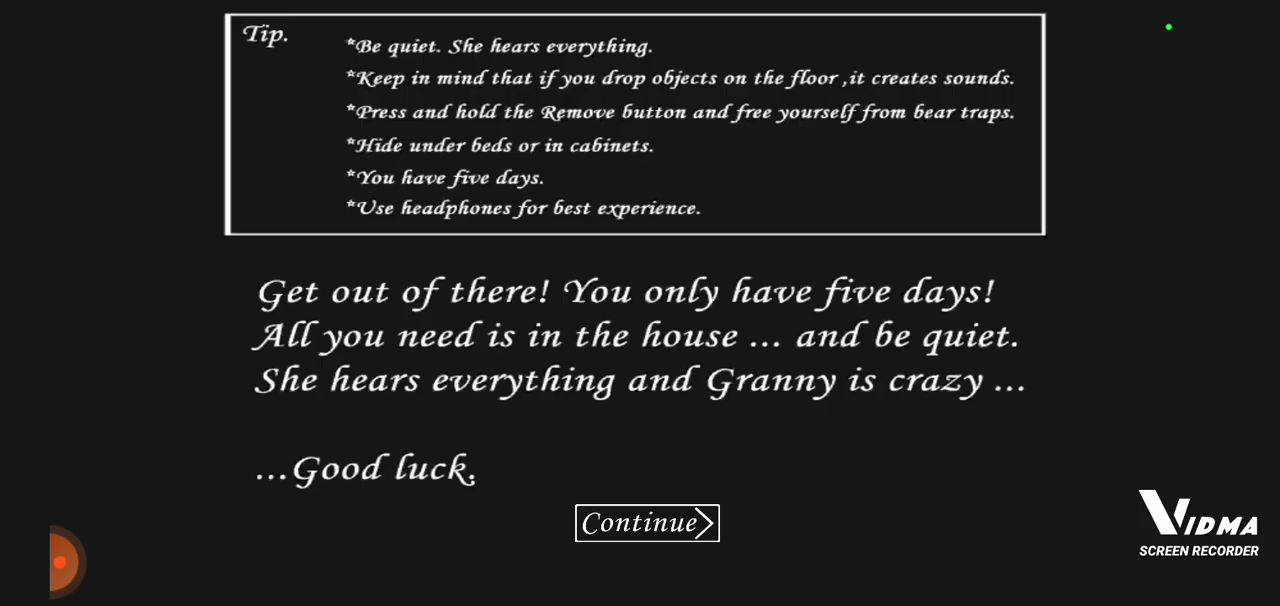 Tip.
*Be quiet. She hears everything.
*Keep in mind that if you drop objects on the floor ,it creates sounds.
*Press and hold the Remove button and free yourself from bear traps.
*Hide under beds or in cabinets.
*You have five days.
*Use headphones for best experience.
Get out of there! You only have five days!
All you need is in the house ... and be quiet.
She hears everything and Granny is crazy ...
...Good luck.
Continue
VIDMA
SCREEN RECORDER